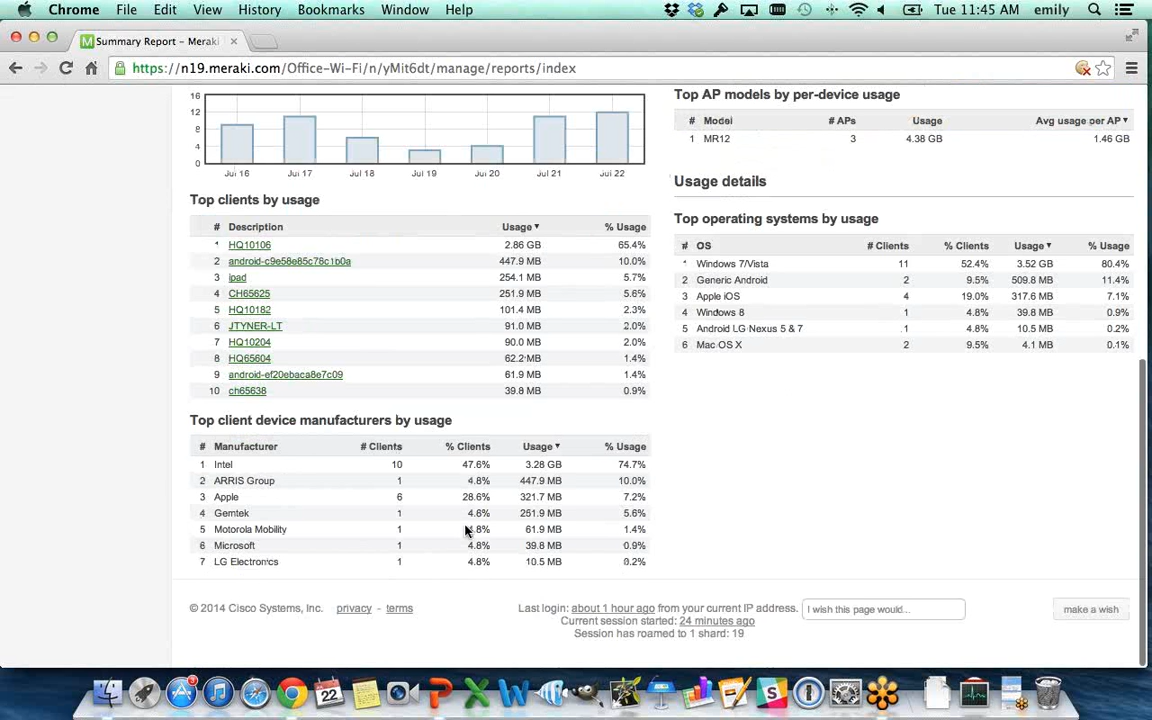 Chrome File Edit View History Bookmarks Window Help Tue 11:45 AM emily
Summary Report – Meraki
https://n19.meraki.com/Office-Wi-Fi/n/yMit6dt/manage/reports/index
16
12
8
4
0
Jul 16 Jul 17 Jul 18 Jul 19 Jul 20 Jul 21 Jul 22
Top clients by usage
# Description Usage % Usage
1 HQ10106 2.86 GB 65.4%
2 android-c9e58e85c76c1b0a 447.9 MB 10.0%
3 ipad 254.1 MB 5.7%
4 CH65625 251.9 MB 5.6%
5 HQ10182 101.4 MB 2.3%
6 JTYNER-LT 91.0 MB 2.0%
7 HQ10204 90.0 MB 2.0%
8 HQ65604 62.2 MB 1.4%
9 android-ef20ebaca8e7c09 61.9 MB 1.4%
10 ch65638 39.8 MB 0.9%
Top client device manufacturers by usage
# Manufacturer # Clients % Clients Usage % Usage
1 Intel 10 47.6% 3.28 GB 74.7%
2 ARRIS Group 1 4.8% 447.9 MB 10.0%
3 Apple 6 28.6% 321.7 MB 7.2%
4 Gemtek 1 4.8% 251.9 MB 5.6%
5 Motorola Mobility 1 4.8% 61.9 MB 1.4%
6 Microsoft 1 4.8% 39.8 MB 0.9%
7 LG Electronics 1 4.8% 10.5 MB 0.2%
Top AP models by per-device usage
# Model # APs Usage Avg usage per AP
1 MR12 3 4.38 GB 1.46 GB
Usage details
Top operating systems by usage
# OS # Clients % Clients Usage % Usage
1 Windows 7/Vista 11 52.4% 3.52 GB 80.4%
2 Generic Android 2 9.5% 509.8 MB 11.4%
3 Apple iOS 4 19.0% 317.6 MB 7.1%
4 Windows 8 1 4.8% 39.8 MB 0.9%
5 Android LG Nexus 5 & 7 1 4.8% 10.5 MB 0.2%
6 Mac OS X 2 9.5% 4.1 MB 0.1%
© 2014 Cisco Systems, Inc. privacy - terms
Last login: about 1 hour ago from your current IP address.
Current session started: 24 minutes ago
Session has roamed to 1 shard: 19
I wish this page would...
make a wish
22